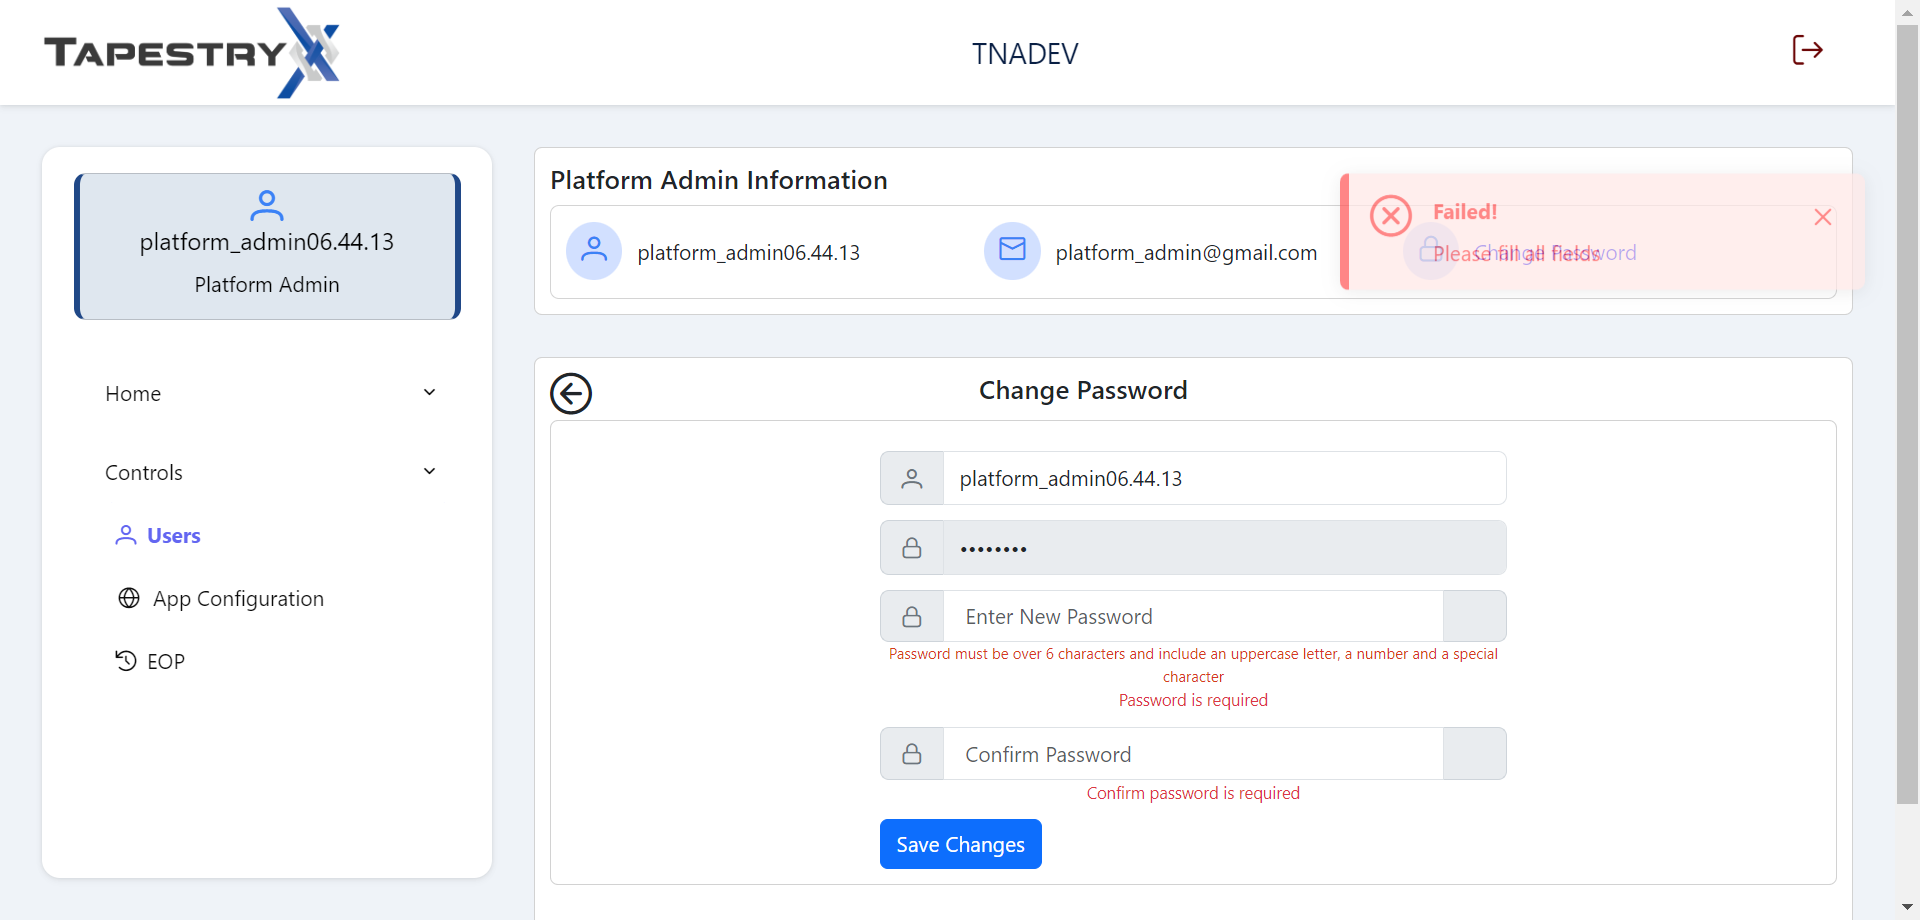 TAPESTRYX
TNADEV
platform_admin06.44.13
Platform Admin
Home
Controls
Users
App Configuration
EOP
Platform Admin Information
platform_admin06.44.13
platform_admin@gmail.com
Change Password
Failed!
Please fill all fields
Change Password
platform_admin06.44.13
••••••••
Enter New Password
Password must be over 6 characters and include an uppercase letter, a number and a special
character
Password is required
Confirm Password
Confirm password is required
Save Changes